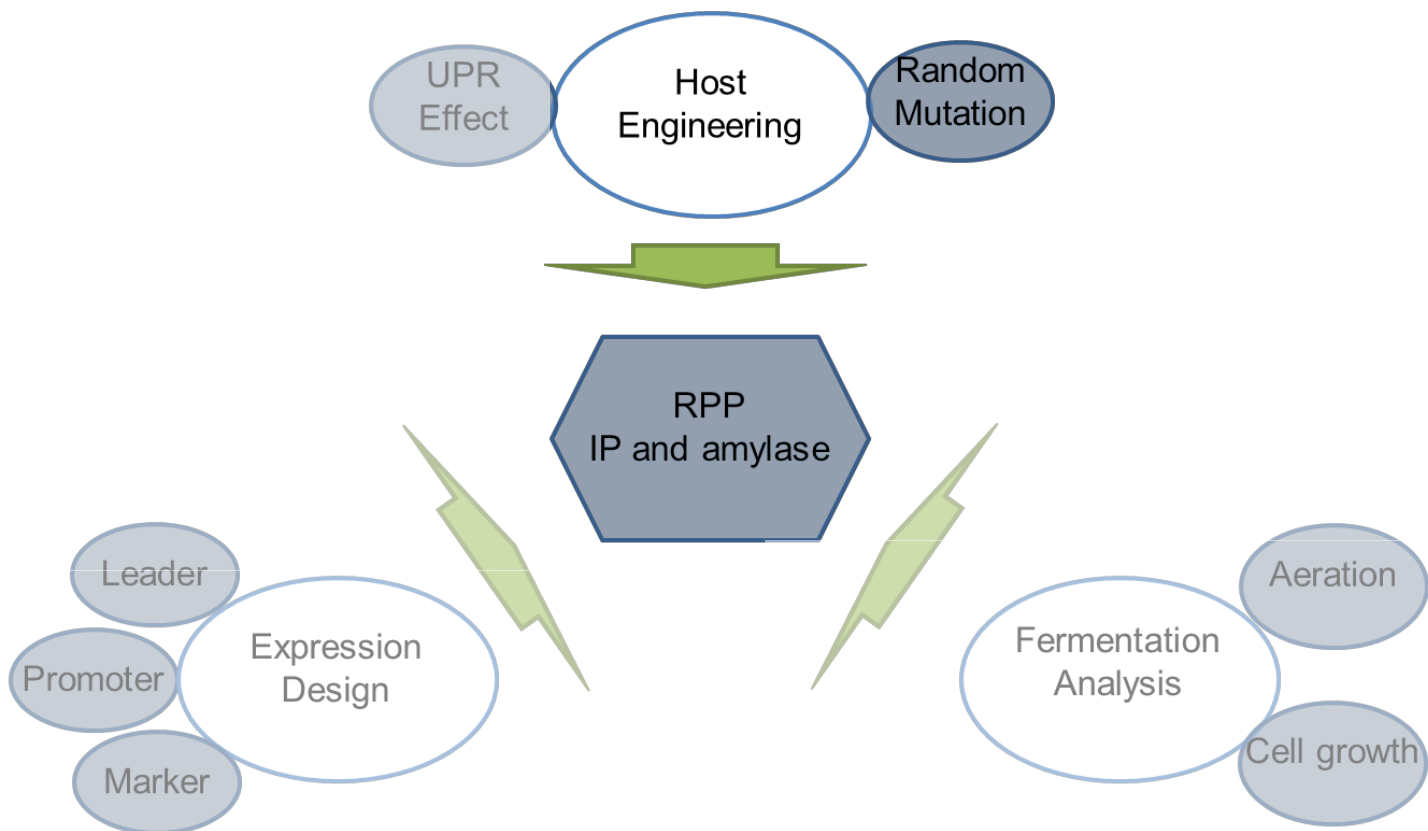 UPR
Effect
Host
Engineering
Random
Mutation
RPP
IP and amylase
Leader
Promoter
Marker
Expression
Design
Fermentation
Analysis
Aeration
Cell growth